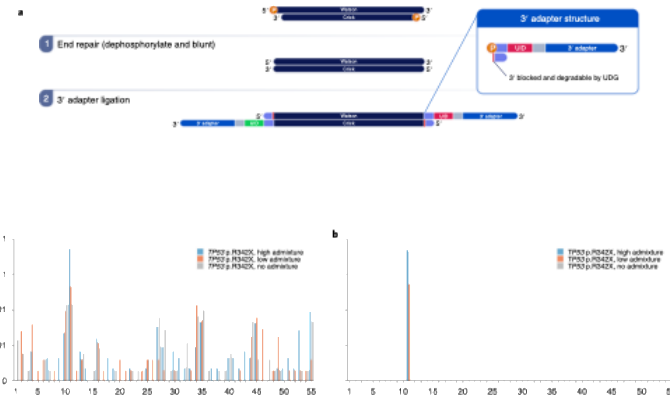 a
5' P Watson 3'
3' Crick P 5'
3' adapter structure
1 End repair (dephosphorylate and blunt)
P UID 3' adapter 3'
5' Watson 3'
3' Crick 5'
3' blocked and degradable by UDG
2 3' adapter ligation
5' Watson UID 3' adapter 3'
3' 3' adapter UID Crick 5'
b
TP53 p.R342X, high admixture
TP53 p.R342X, low admixture
TP53 p.R342X, no admixture
0
1 5 10 15 20 25 30 35 40 45 50 55
TP53 p.R342X, high admixture
TP53 p.R342X, low admixture
TP53 p.R342X, no admixture
1 5 10 15 20 25 30 35 40 45 50